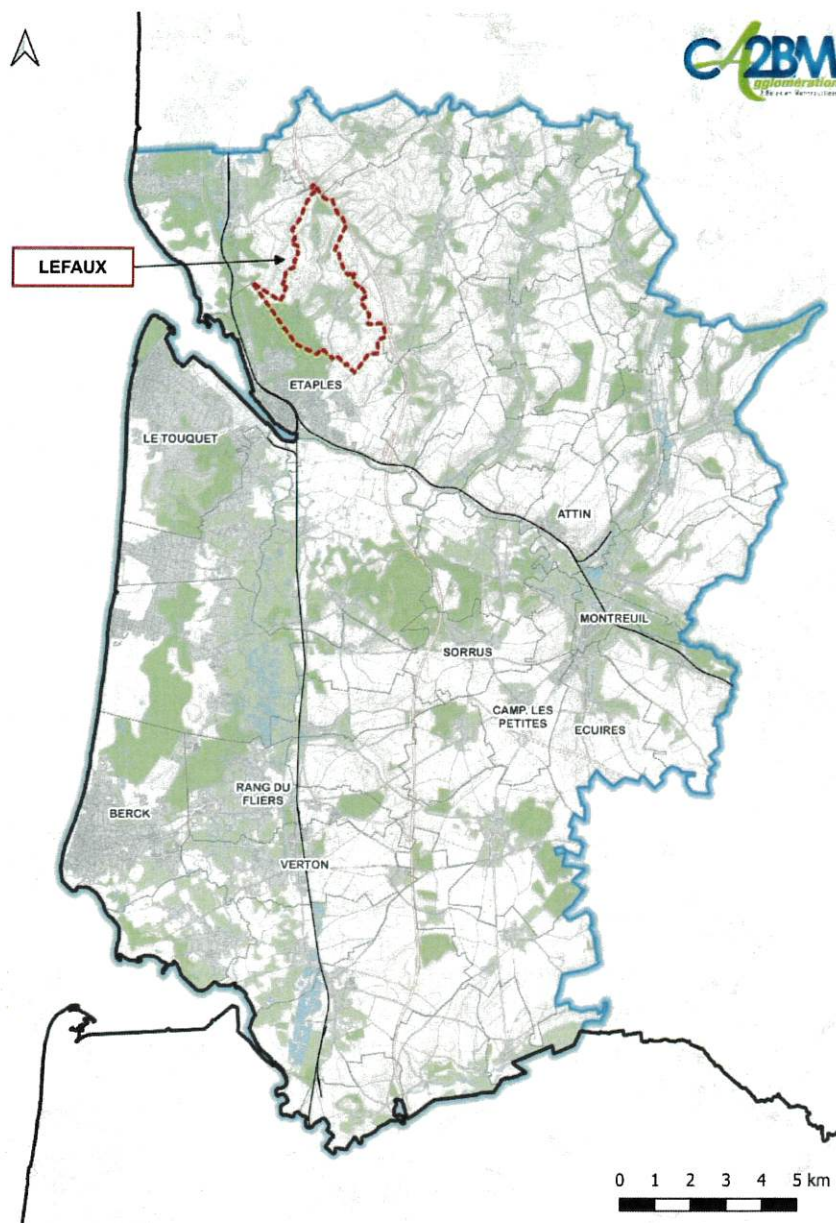 CA2BM
agglomération
LEFAUX
ETAPLES
LE TOUQUET
ATTIN
MONTREUIL
SORRUS
CAMP. LES
PETITES
ECUIRES
RANG DU
FLIERS
BERCK
VERTON
0 1 2 3 4 5 km